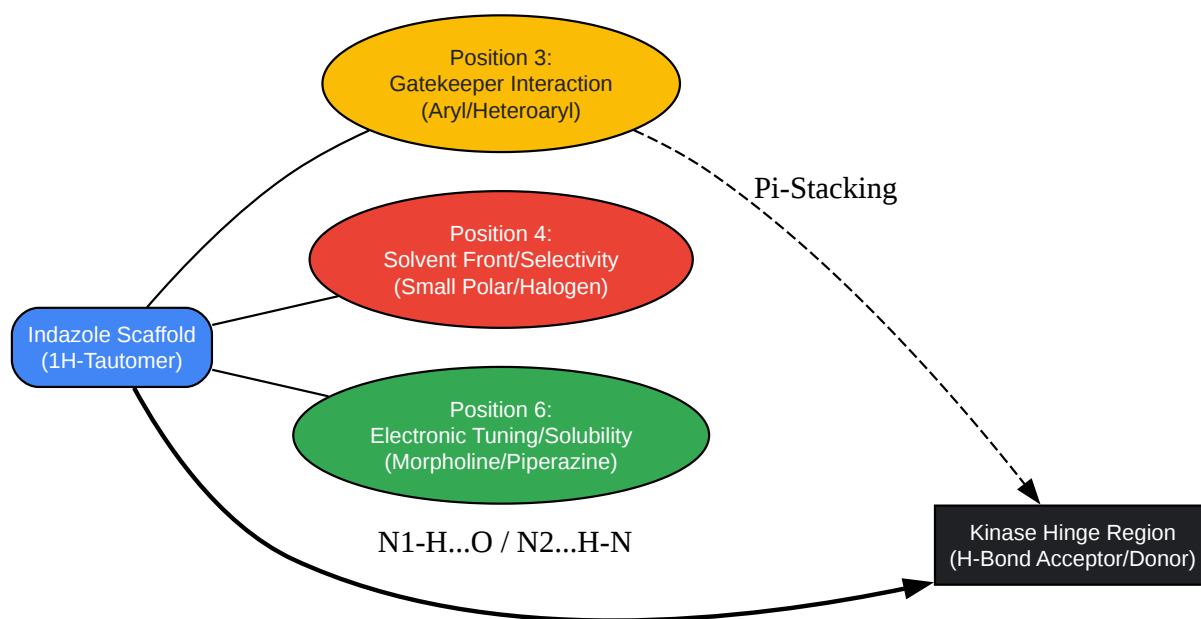 Position 3:
Gatekeeper Interaction
(Aryl/Heteroaryl)
Pi-Stacking
Position 4:
Solvent Front/Selectivity
(Small Polar/Halogen)
Indazole Scaffold
(1H-Tautomer)
Position 6:
Electronic Tuning/Solubility
(Morpholine/Piperazine)
N1-H...O / N2...H-N
Kinase Hinge Region
(H-Bond Acceptor/Donor)